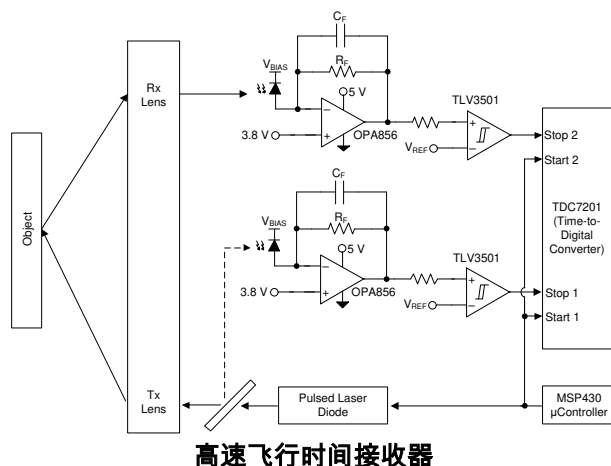 Object
Rx
Lens
Tx
Lens
CF
RF
VBIAS
5 V
3.8 V
OPA856
TLV3501
VREF
Stop 2
Start 2
TDC7201
(Time-to-
Digital
Converter)
CF
RF
VBIAS
5 V
3.8 V
OPA856
TLV3501
VREF
Stop 1
Start 1
Pulsed Laser
Diode
MSP430
µController
高速飞行时间接收器